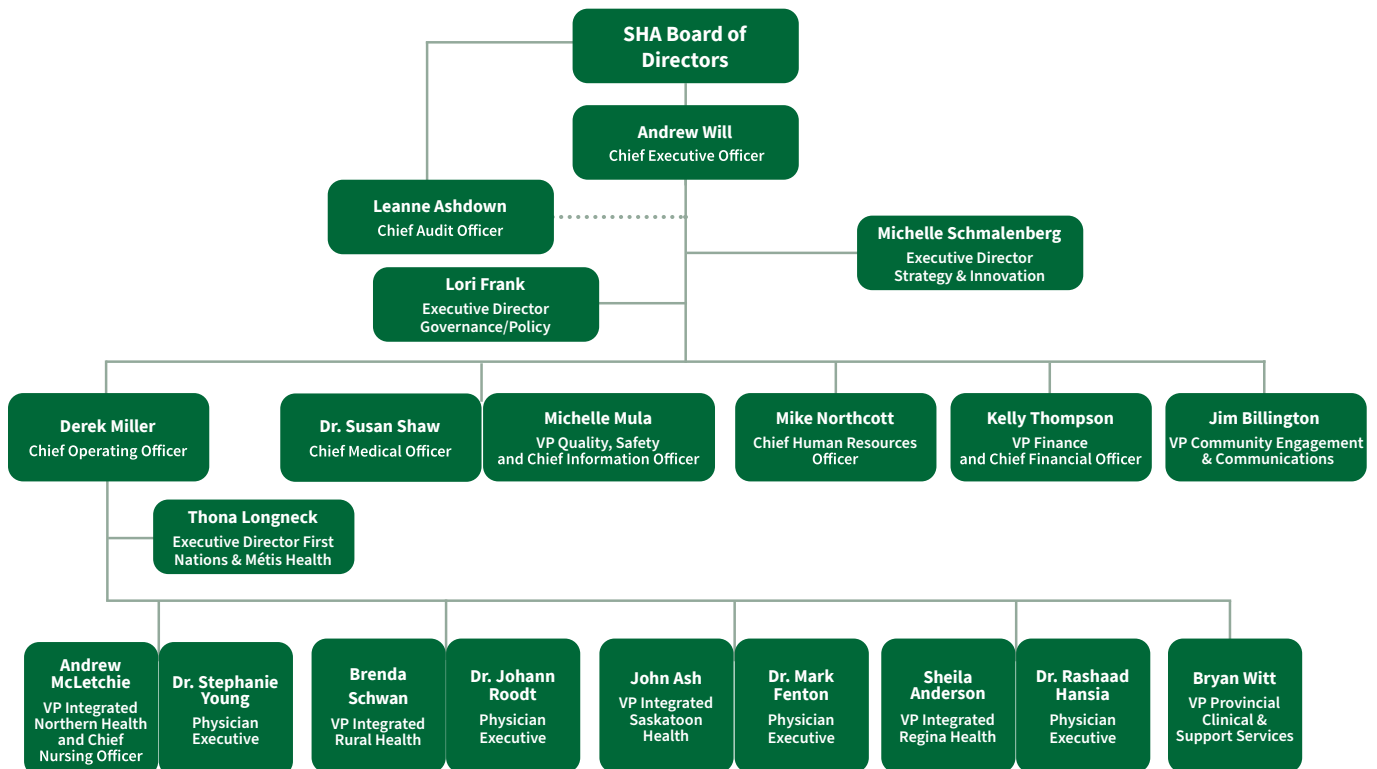 SHA Board of
Directors
Andrew Will
Chief Executive Officer
Leanne Ashdown
Chief Audit Officer
Michelle Schmalenberg
Executive Director
Strategy & Innovation
Lori Frank
Executive Director
Governance/Policy
Derek Miller
Chief Operating Officer
Dr. Susan Shaw
Chief Medical Officer
Michelle Mula
VP Quality, Safety
and Chief Information Officer
Mike Northcott
Chief Human Resources
Officer
Kelly Thompson
VP Finance
and Chief Financial Officer
Jim Billington
VP Community Engagement
& Communications
Thona Longneck
Executive Director First
Nations & Métis Health
Andrew
McLetchie
VP Integrated
Northern Health
and Chief
Nursing Officer
Dr. Stephanie
Young
Physician
Executive
Brenda
Schwan
VP Integrated
Rural Health
Dr. Johann
Roodt
Physician
Executive
John Ash
VP Integrated
Saskatoon
Health
Dr. Mark
Fenton
Physician
Executive
Sheila
Anderson
VP Integrated
Regina Health
Dr. Rashaad
Hansia
Physician
Executive
Bryan Witt
VP Provincial
Clinical &
Support Services